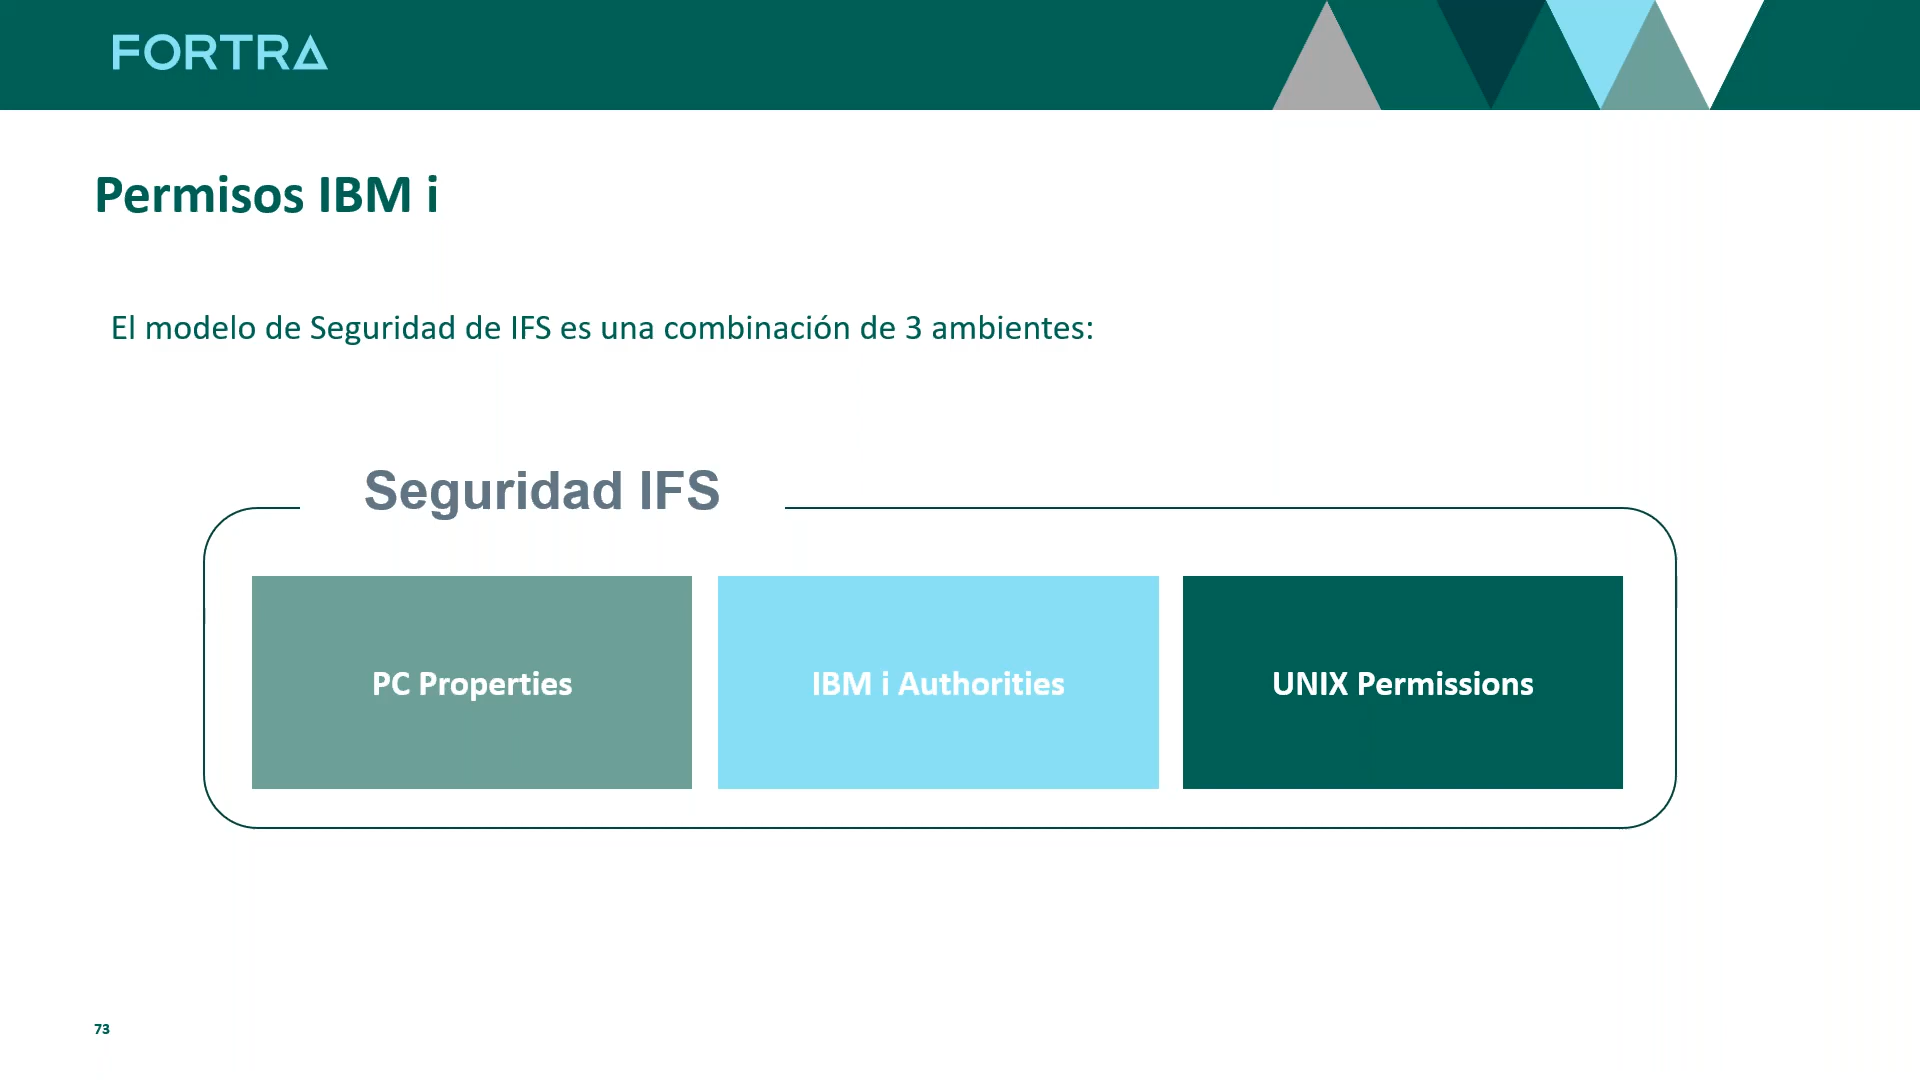 FORTRA
Permisos IBM i
El modelo de Seguridad de IFS es una combinación de 3 ambientes:
Seguridad IFS
PC Properties
IBM i Authorities
UNIX Permissions
73